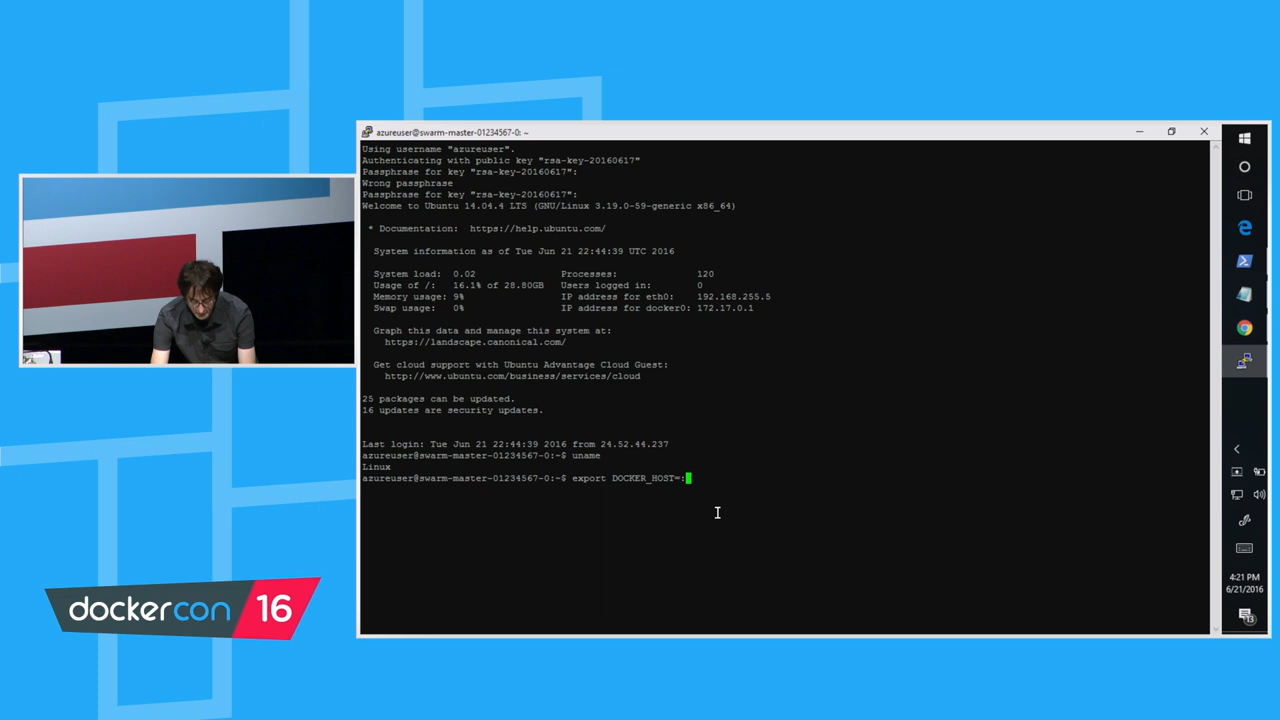 azureuser@swarm-master-01234567-0: ~
Using username "azureuser".
Authenticating with public key "rsa-key-20160617"
Passphrase for key "rsa-key-20160617":
Wrong passphrase
Passphrase for key "rsa-key-20160617":
Welcome to Ubuntu 14.04.4 LTS (GNU/Linux 3.19.0-59-generic x86_64)
* Documentation:  https://help.ubuntu.com/
System information as of Tue Jun 21 22:44:39 UTC 2016
System load: 0.02 Processes: 120
Usage of /: 16.1% of 28.80GB Users logged in: 0
Memory usage: 9% IP address for eth0: 192.168.255.5
Swap usage: 0% IP address for docker0: 172.17.0.1
Graph this data and manage this system at:
https://landscape.canonical.com/
Get cloud support with Ubuntu Advantage Cloud Guest:
http://www.ubuntu.com/business/services/cloud
25 packages can be updated.
16 updates are security updates.
Last login: Tue Jun 21 22:44:39 2016 from 24.52.44.237
azureuser@swarm-master-01234567-0:~$ uname
Linux
azureuser@swarm-master-01234567-0:~$ export DOCKER_HOST=:
4:21 PM
6/21/2016
13
dockercon 16